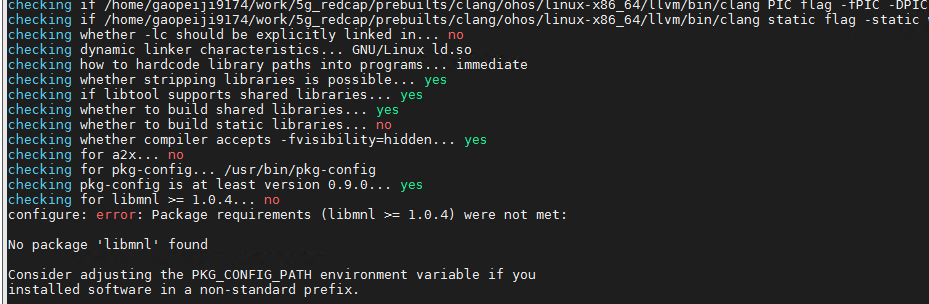 checking if /home/gaopeiji9174/work/5g_redcap/prebuilts/clang/ohos/linux-x86_64/llvm/bin/clang PIC flag -fPIC -DPIC
checking if /home/gaopeiji9174/work/5g_redcap/prebuilts/clang/ohos/linux-x86_64/llvm/bin/clang static flag -static
checking whether -lc should be explicitly linked in... no
checking dynamic linker characteristics... GNU/Linux ld.so
checking how to hardcode library paths into programs... immediate
checking whether stripping libraries is possible... yes
checking if libtool supports shared libraries... yes
checking whether to build shared libraries... yes
checking whether to build static libraries... no
checking whether compiler accepts -fvisibility=hidden... yes
checking for a2x... no
checking for pkg-config... /usr/bin/pkg-config
checking pkg-config is at least version 0.9.0... yes
checking for libmnl >= 1.0.4... no
configure: error: Package requirements (libmnl >= 1.0.4) were not met:
No package 'libmnl' found
Consider adjusting the PKG_CONFIG_PATH environment variable if you
installed software in a non-standard prefix.